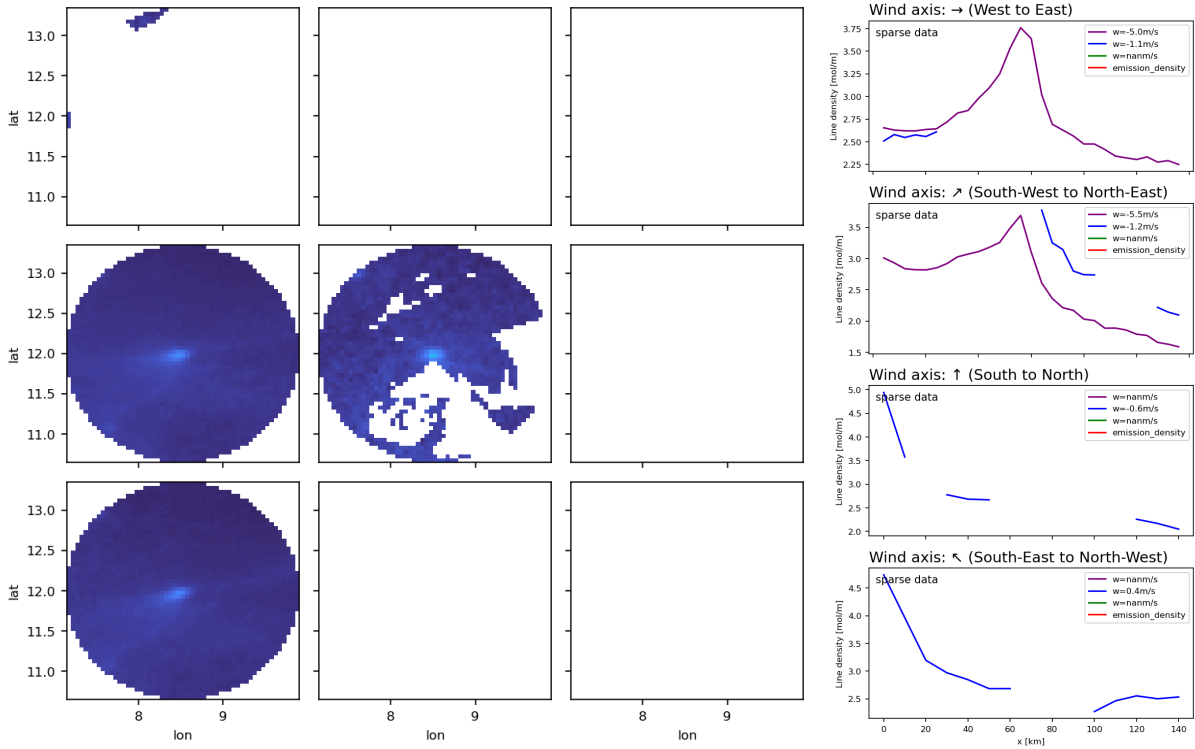 13.0
12.5
lat
12.0
11.5
11.0
13.0
12.5
lat
12.0
11.5
11.0
13.0
12.5
lat
12.0
11.5
11.0
8 9
lon
8 9
lon
8 9
lon
Wind axis: → (West to East)
sparse data
w=-5.0m/s
w=-1.1m/s
w=nanm/s
emission_density
Line density [mol/m]
3.75
3.50
3.25
3.00
2.75
2.50
2.25
Wind axis: ↗ (South-West to North-East)
sparse data
w=-5.5m/s
w=-1.2m/s
w=nanm/s
emission_density
Line density [mol/m]
3.5
3.0
2.5
2.0
1.5
Wind axis: ↑ (South to North)
sparse data
w=nanm/s
w=-0.6m/s
w=nanm/s
emission_density
Line density [mol/m]
5.0
4.5
4.0
3.5
3.0
2.5
2.0
Wind axis: ↖ (South-East to North-West)
sparse data
w=nanm/s
w=0.4m/s
w=nanm/s
emission_density
Line density [mol/m]
4.5
4.0
3.5
3.0
2.5
0 20 40 60 80 100 120 140
x [km]